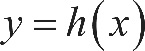 y = h(x)